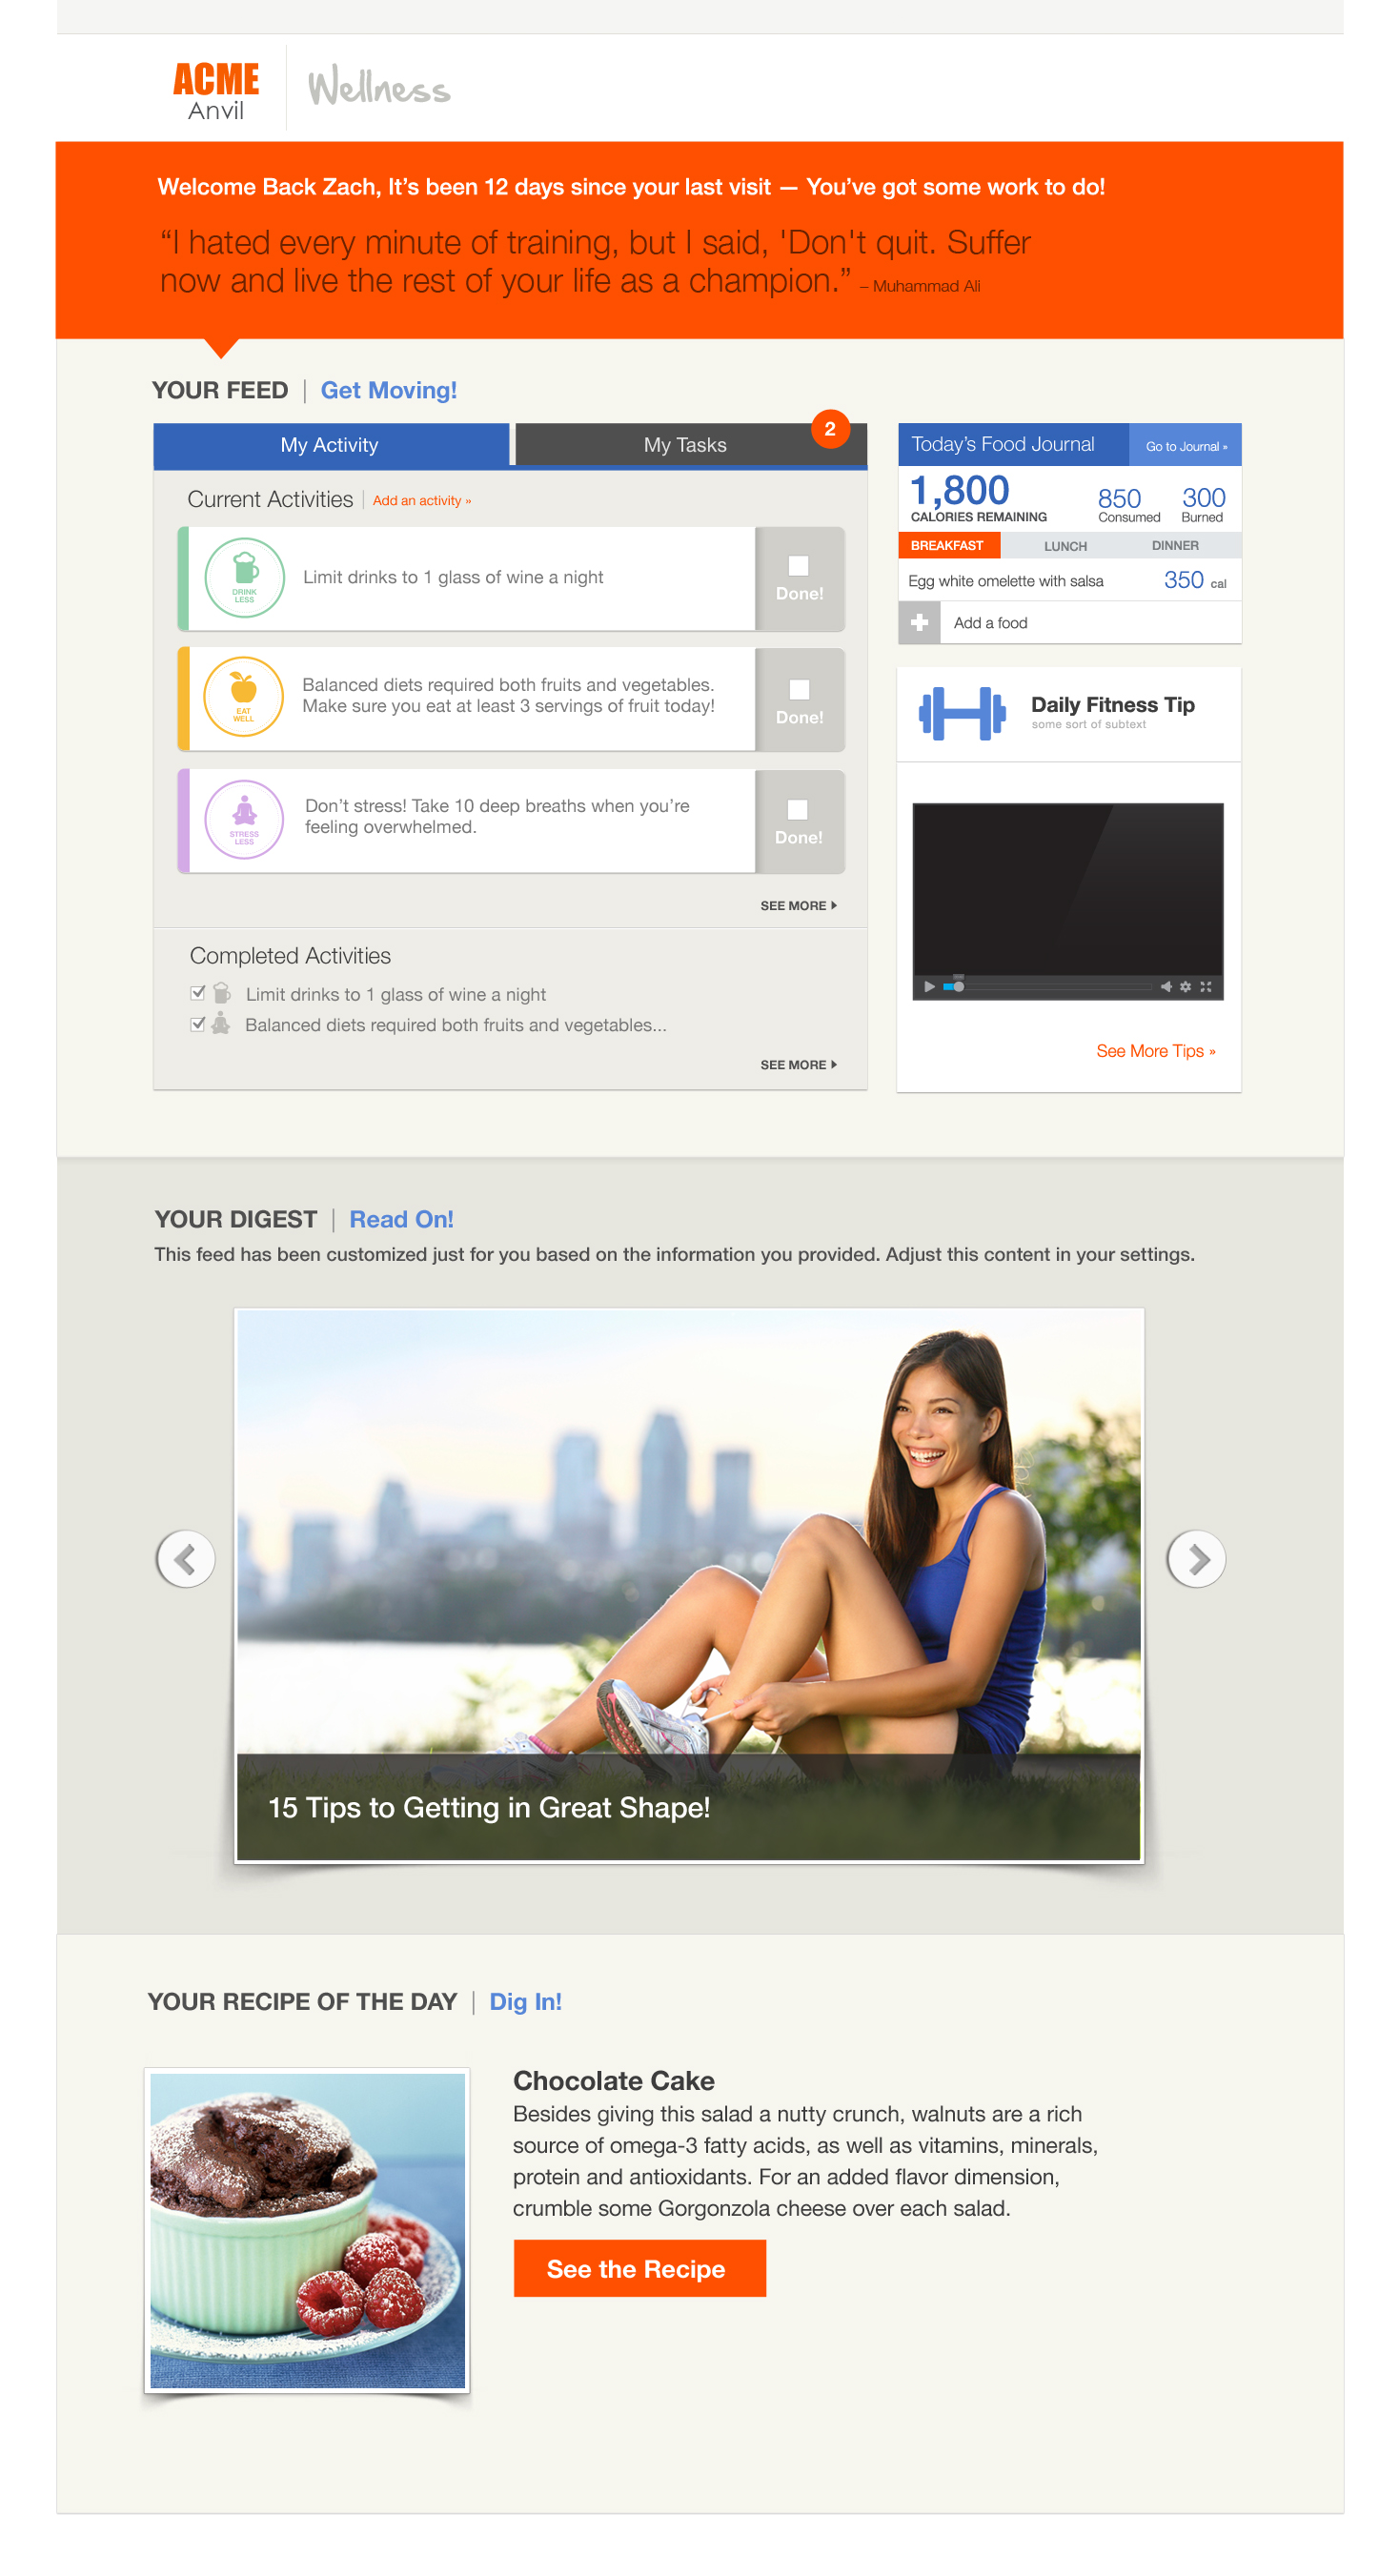 ACME
Anvil
Wellness
Welcome Back Zach, It’s been 12 days since your last visit — You’ve got some work to do!
“I hated every minute of training, but I said, 'Don't quit. Suffer
now and live the rest of your life as a champion.” – Muhammad Ali
YOUR FEED | Get Moving!
My Activity
My Tasks
2
Current Activities | Add an activity »
DRINK
LESS
Limit drinks to 1 glass of wine a night
Done!
EAT
WELL
Balanced diets required both fruits and vegetables.
Make sure you eat at least 3 servings of fruit today!
Done!
STRESS
LESS
Don’t stress! Take 10 deep breaths when you’re
feeling overwhelmed.
Done!
SEE MORE
Completed Activities
Limit drinks to 1 glass of wine a night
Balanced diets required both fruits and vegetables...
SEE MORE
Today’s Food Journal
Go to Journal »
1,800
CALORIES REMAINING
850
Consumed
300
Burned
BREAKFAST
LUNCH
DINNER
Egg white omelette with salsa
350 cal
Add a food
Daily Fitness Tip
some sort of subtext
See More Tips »
YOUR DIGEST | Read On!
This feed has been customized just for you based on the information you provided. Adjust this content in your settings.
15 Tips to Getting in Great Shape!
YOUR RECIPE OF THE DAY | Dig In!
Chocolate Cake
Besides giving this salad a nutty crunch, walnuts are a rich
source of omega-3 fatty acids, as well as vitamins, minerals,
protein and antioxidants. For an added flavor dimension,
crumble some Gorgonzola cheese over each salad.
See the Recipe